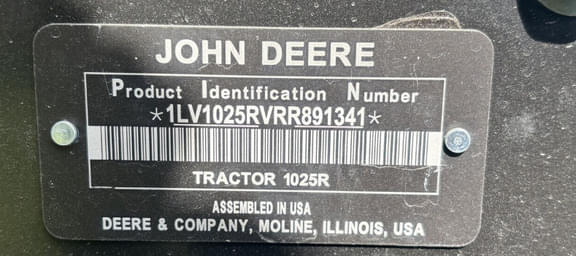 JOHN DEERE
Product Identification Number
*1LV1025RVRR891341*
TRACTOR 1025R
ASSEMBLED IN USA
DEERE & COMPANY, MOLINE, ILLINOIS, USA